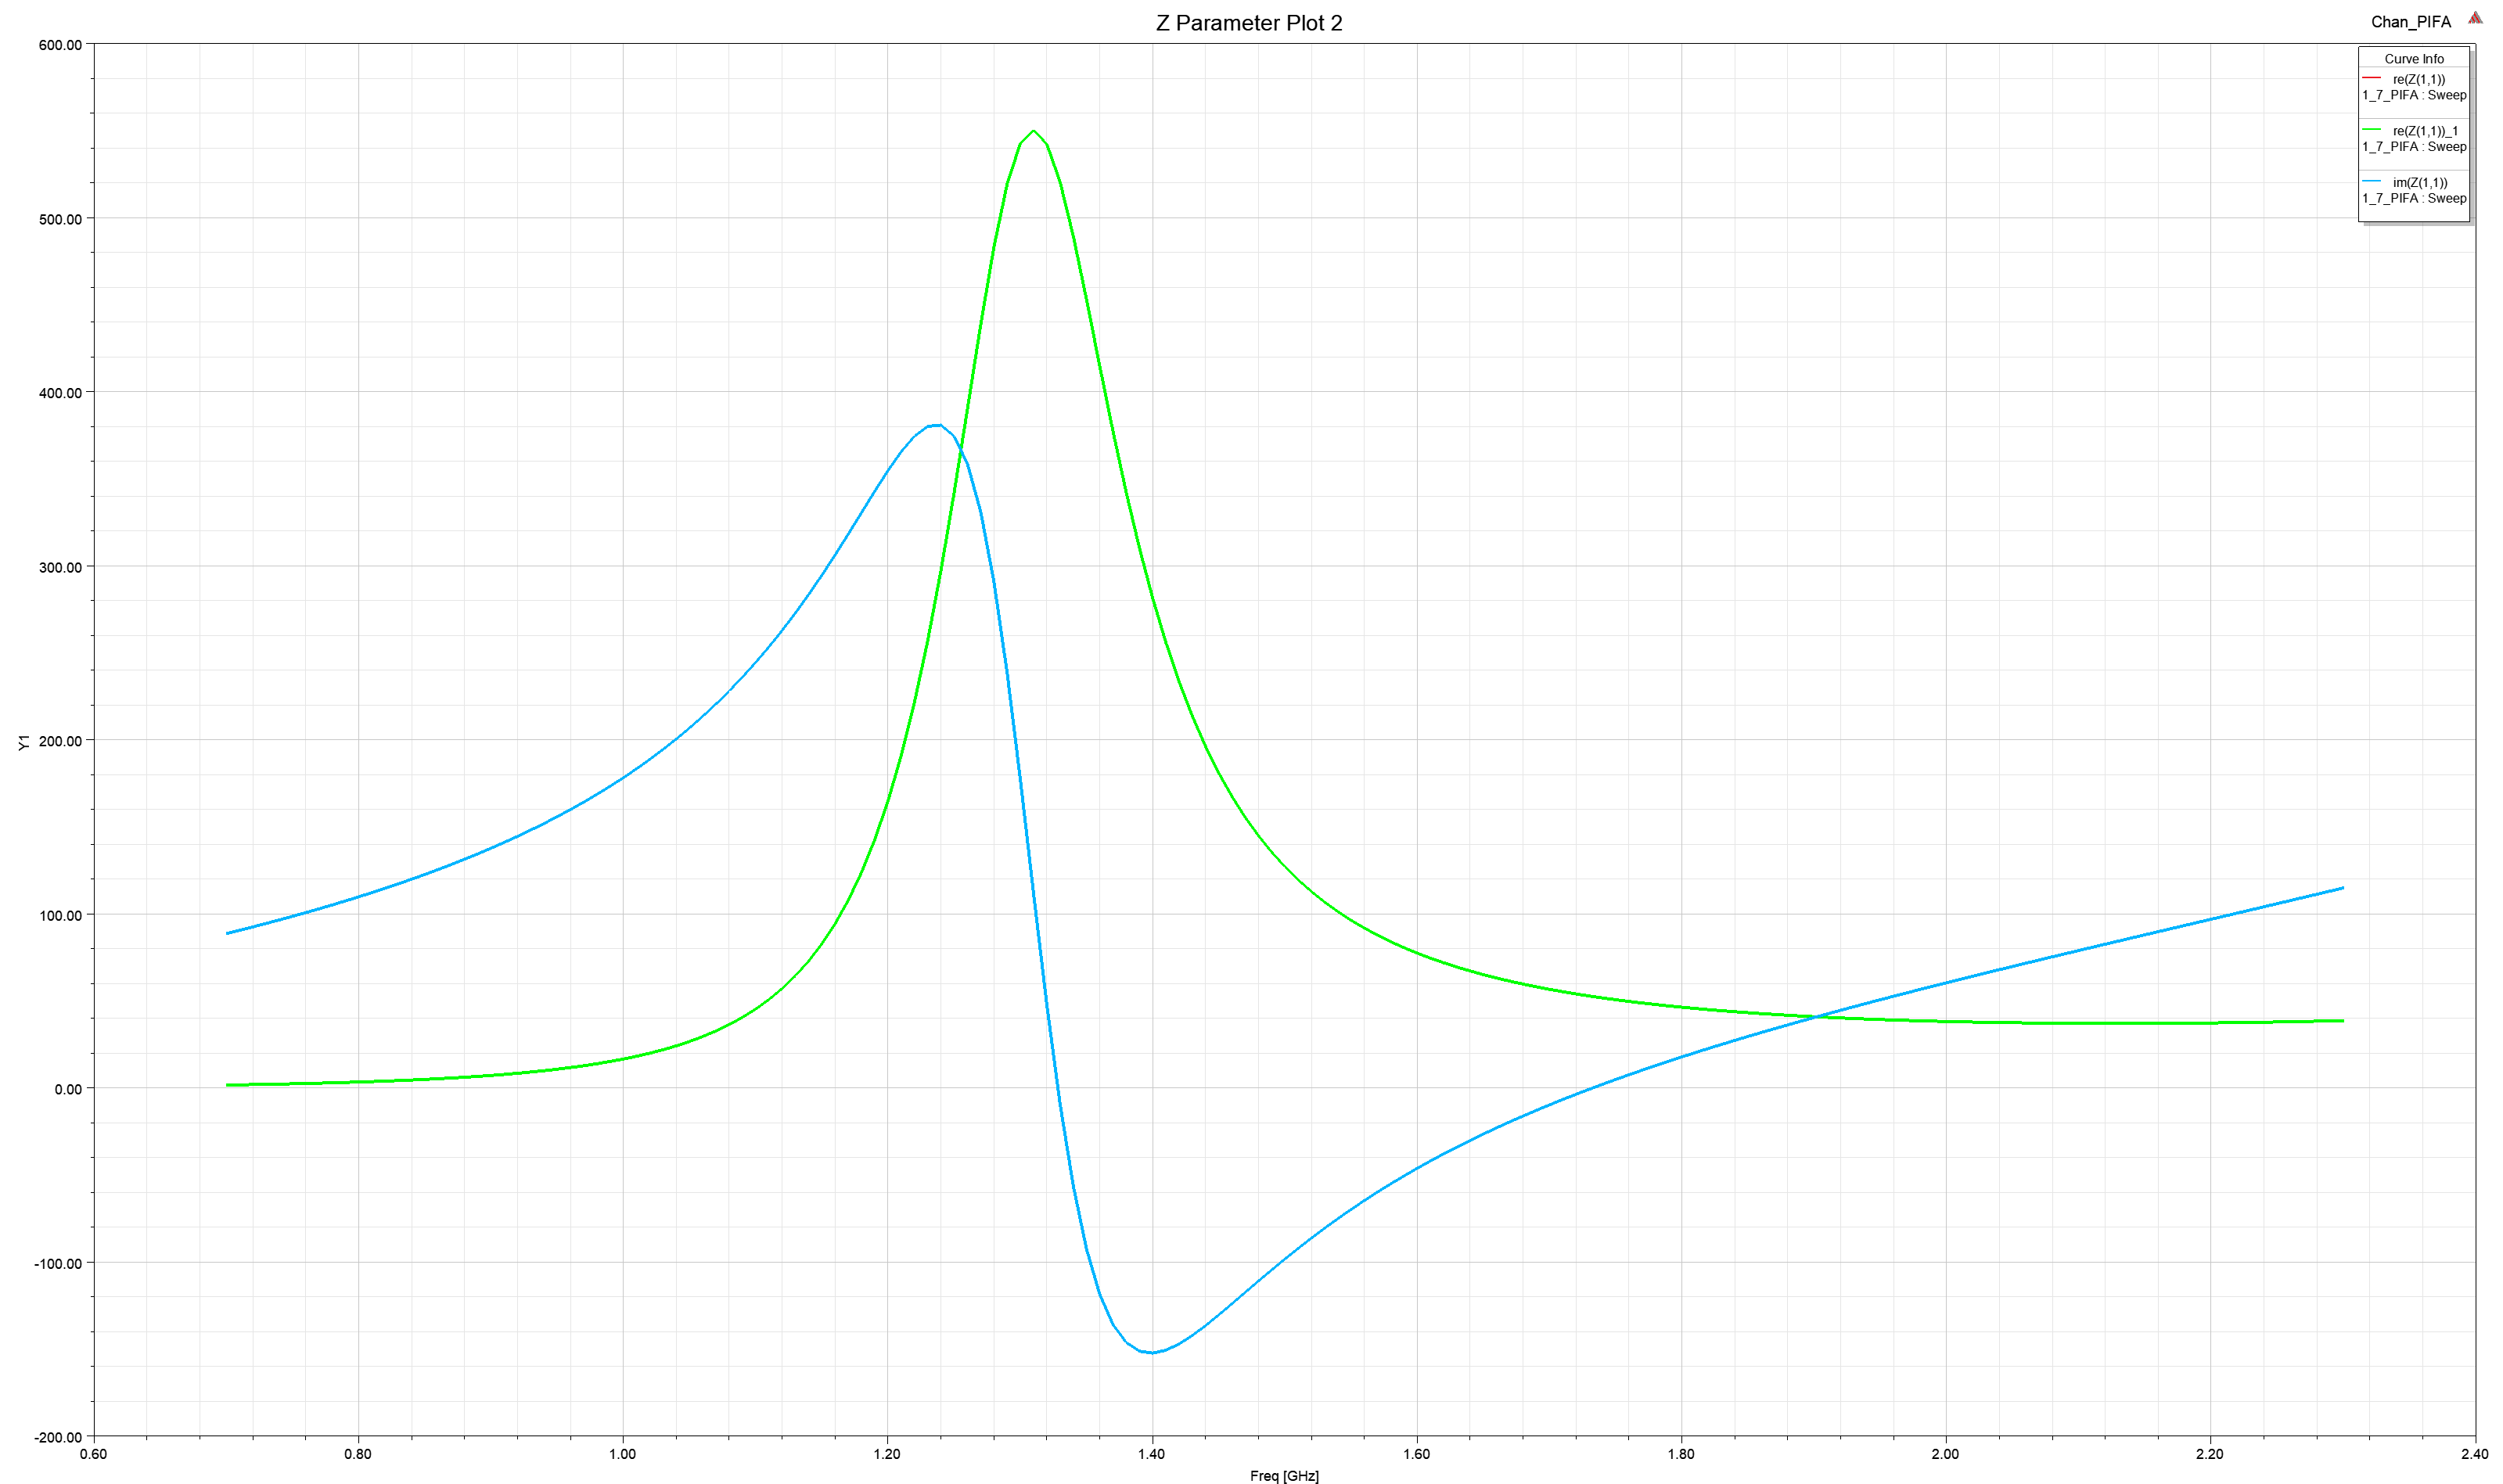 Z Parameter Plot 2
Chan_PIFA
Curve Info
re(Z(1,1))
1_7_PIFA : Sweep
re(Z(1,1))_1
1_7_PIFA : Sweep
im(Z(1,1))
1_7_PIFA : Sweep
600.00
500.00
400.00
300.00
200.00
100.00
0.00
-100.00
-200.00
Y1
0.60 0.80 1.00 1.20 1.40 1.60 1.80 2.00 2.20 2.40
Freq [GHz]